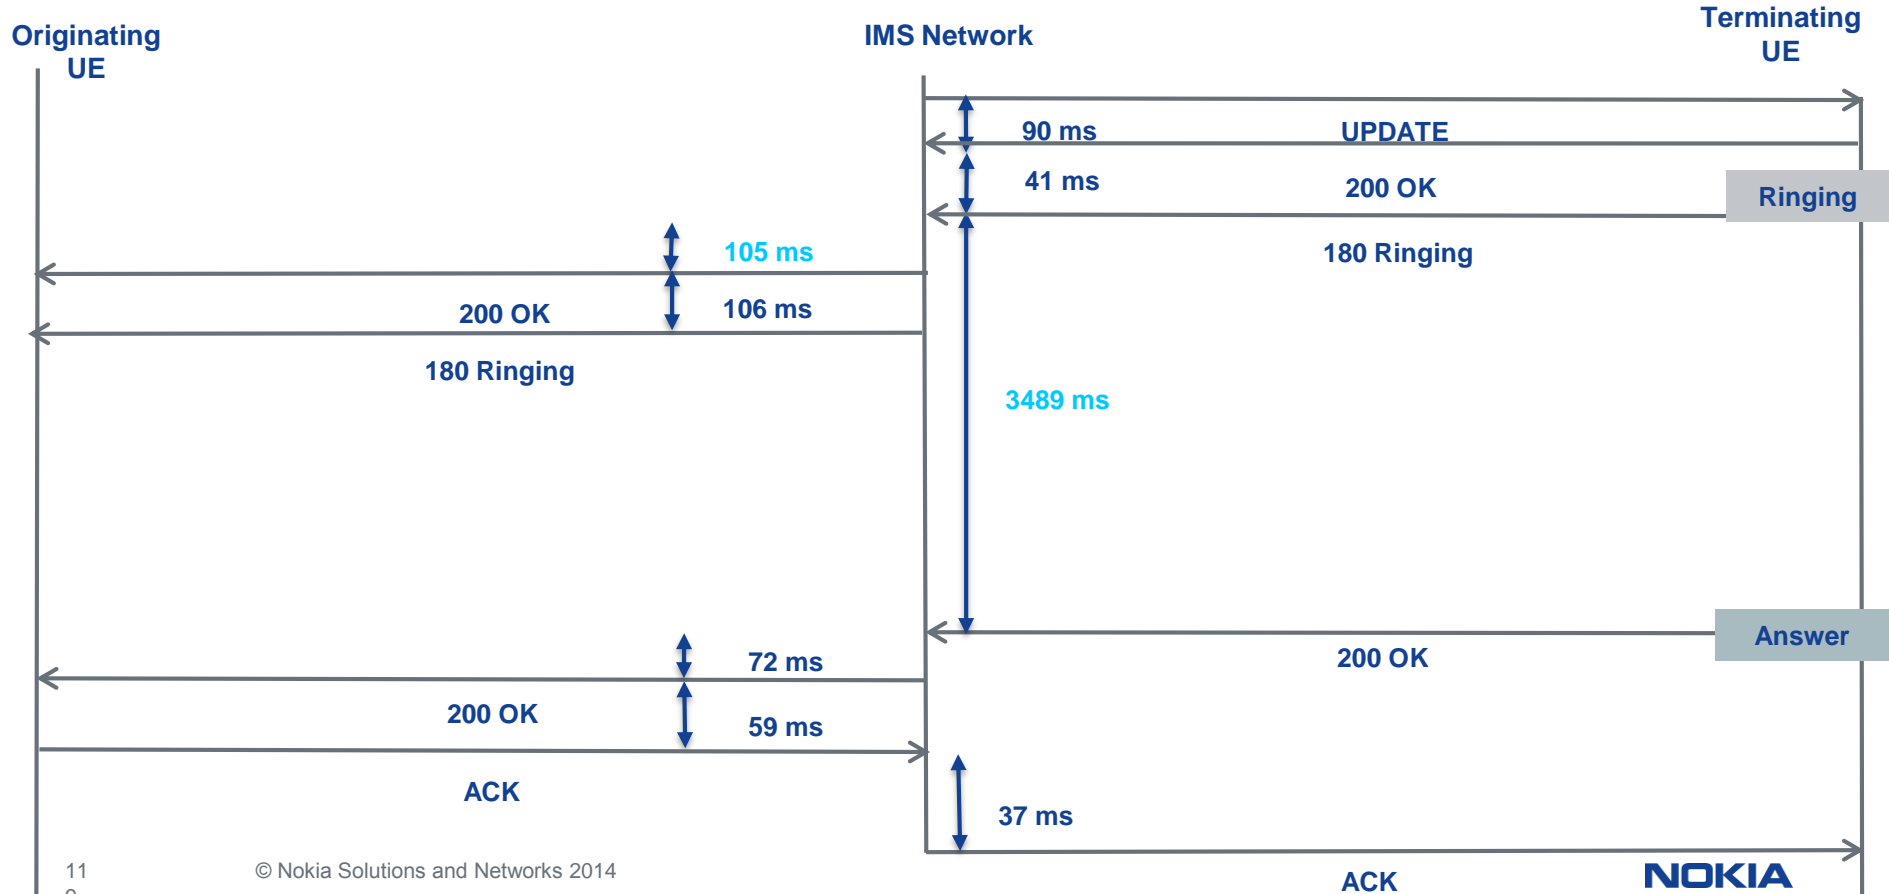 Originating
UE
IMS Network
Terminating
UE
90 ms
UPDATE
41 ms
200 OK
Ringing
105 ms
180 Ringing
200 OK
106 ms
180 Ringing
3489 ms
Answer
200 OK
72 ms
200 OK
59 ms
ACK
37 ms
11
© Nokia Solutions and Networks 2014
ACK
NOKIA